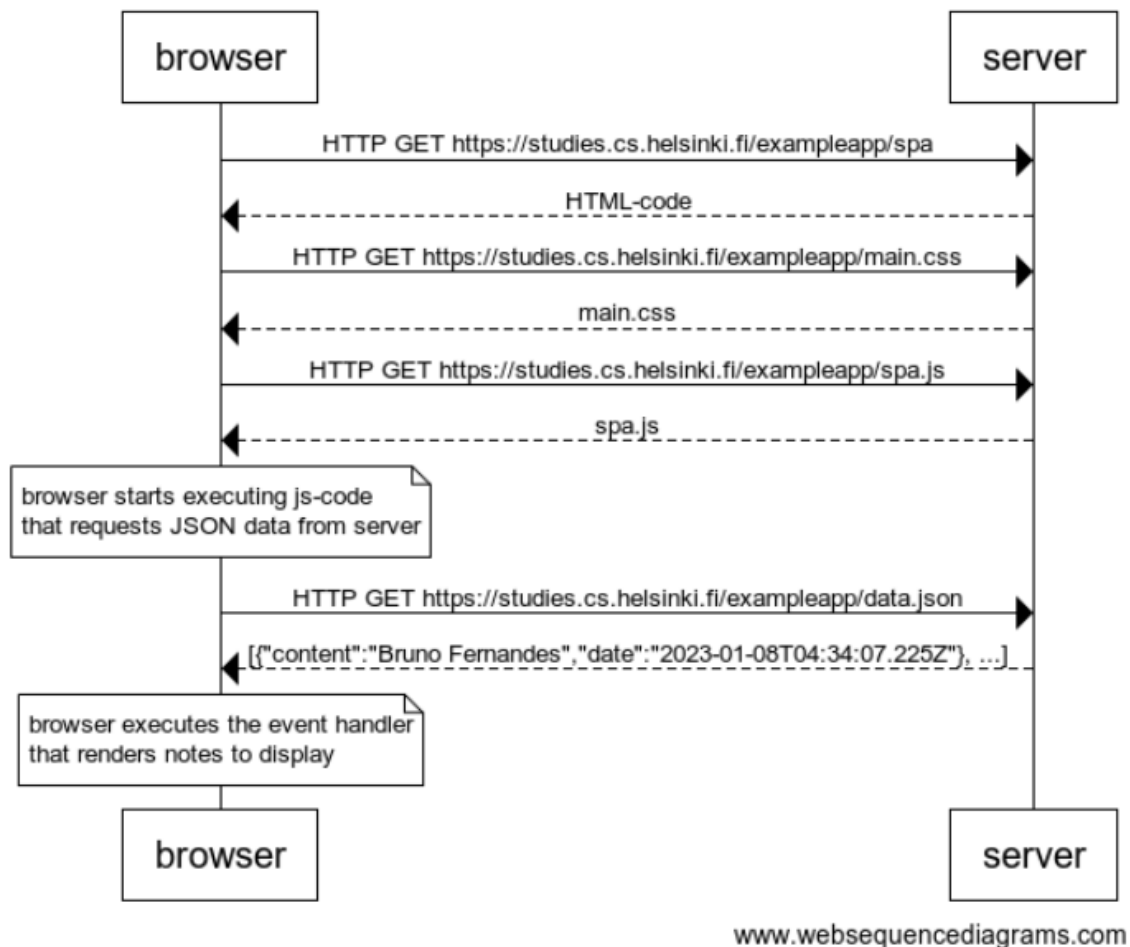 browser
server
HTTP GET https://studies.cs.helsinki.fi/exampleapp/spa
HTML-code
HTTP GET https://studies.cs.helsinki.fi/exampleapp/main.css
main.css
HTTP GET https://studies.cs.helsinki.fi/exampleapp/spa.js
spa.js
browser starts executing js-code
that requests JSON data from server
HTTP GET https://studies.cs.helsinki.fi/exampleapp/data.json
[{"content":"Bruno Fernandes","date":"2023-01-08T04:34:07.225Z"}, ...]
browser executes the event handler
that renders notes to display
browser
server
www.websequencediagrams.com